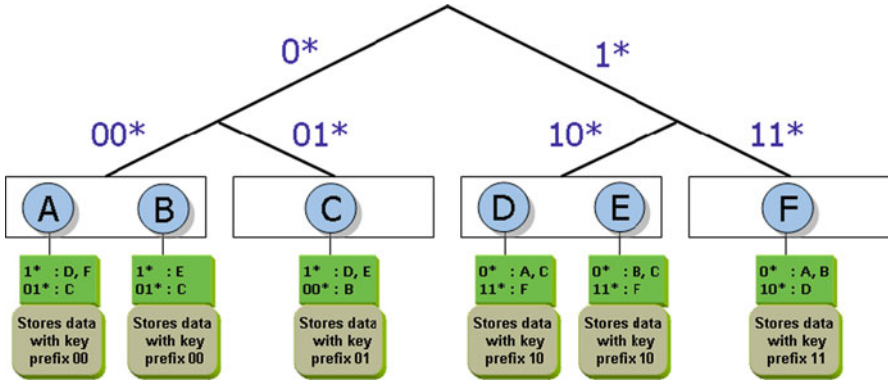 0*
1*
00*
01*
10*
11*
A
B
C
D
E
F
1* : D, F
01* : C
1* : E
01* : C
1* : D, E
00* : B
0* : A, C
11* : F
0* : B, C
11* : F
0* : A, B
10* : D
Stores data
with key
prefix 00
Stores data
with key
prefix 00
Stores data
with key
prefix 01
Stores data
with key
prefix 10
Stores data
with key
prefix 10
Stores data
with key
prefix 11